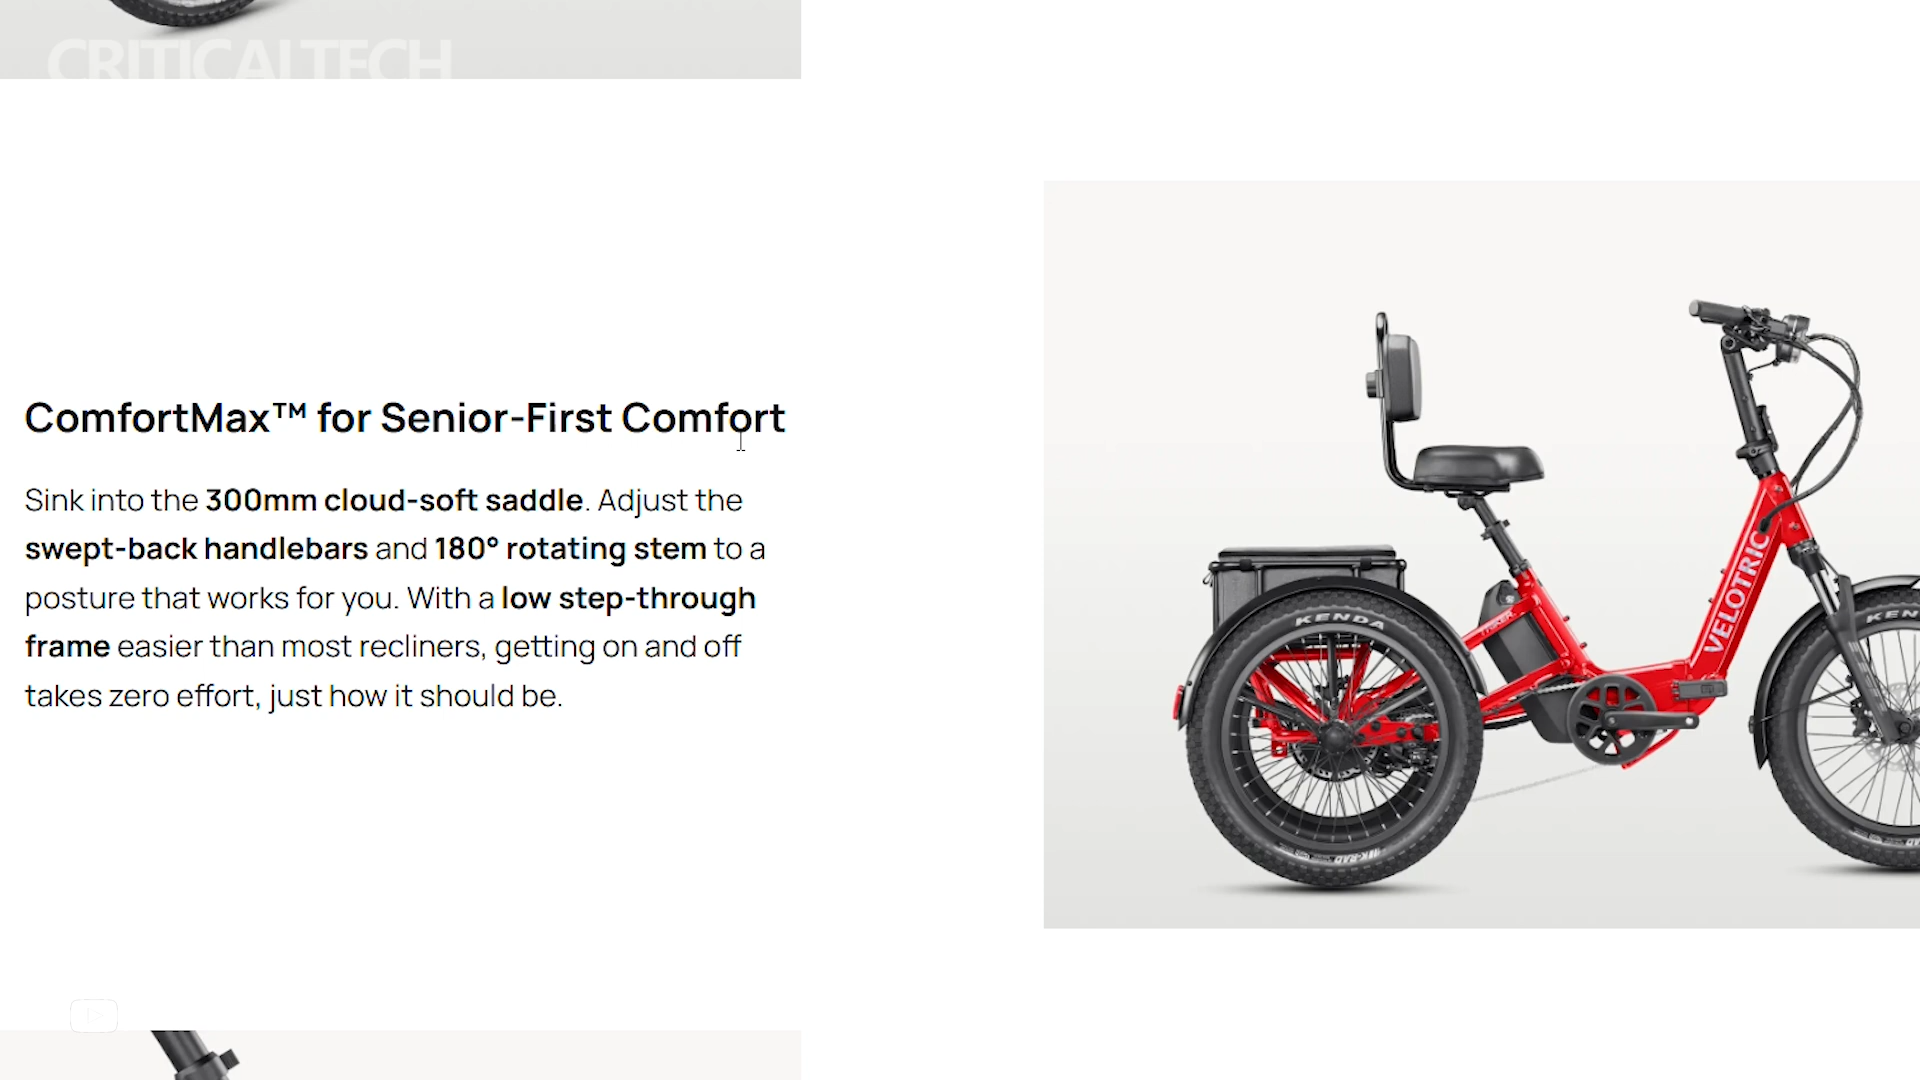 CRITICALTECH
ComfortMax™ for Senior-First Comfort
Sink into the 300mm cloud-soft saddle. Adjust the
swept-back handlebars and 180° rotating stem to a
posture that works for you. With a low step-through
frame easier than most recliners, getting on and off
takes zero effort, just how it should be.
VELOTRIC
KENDA
KEN